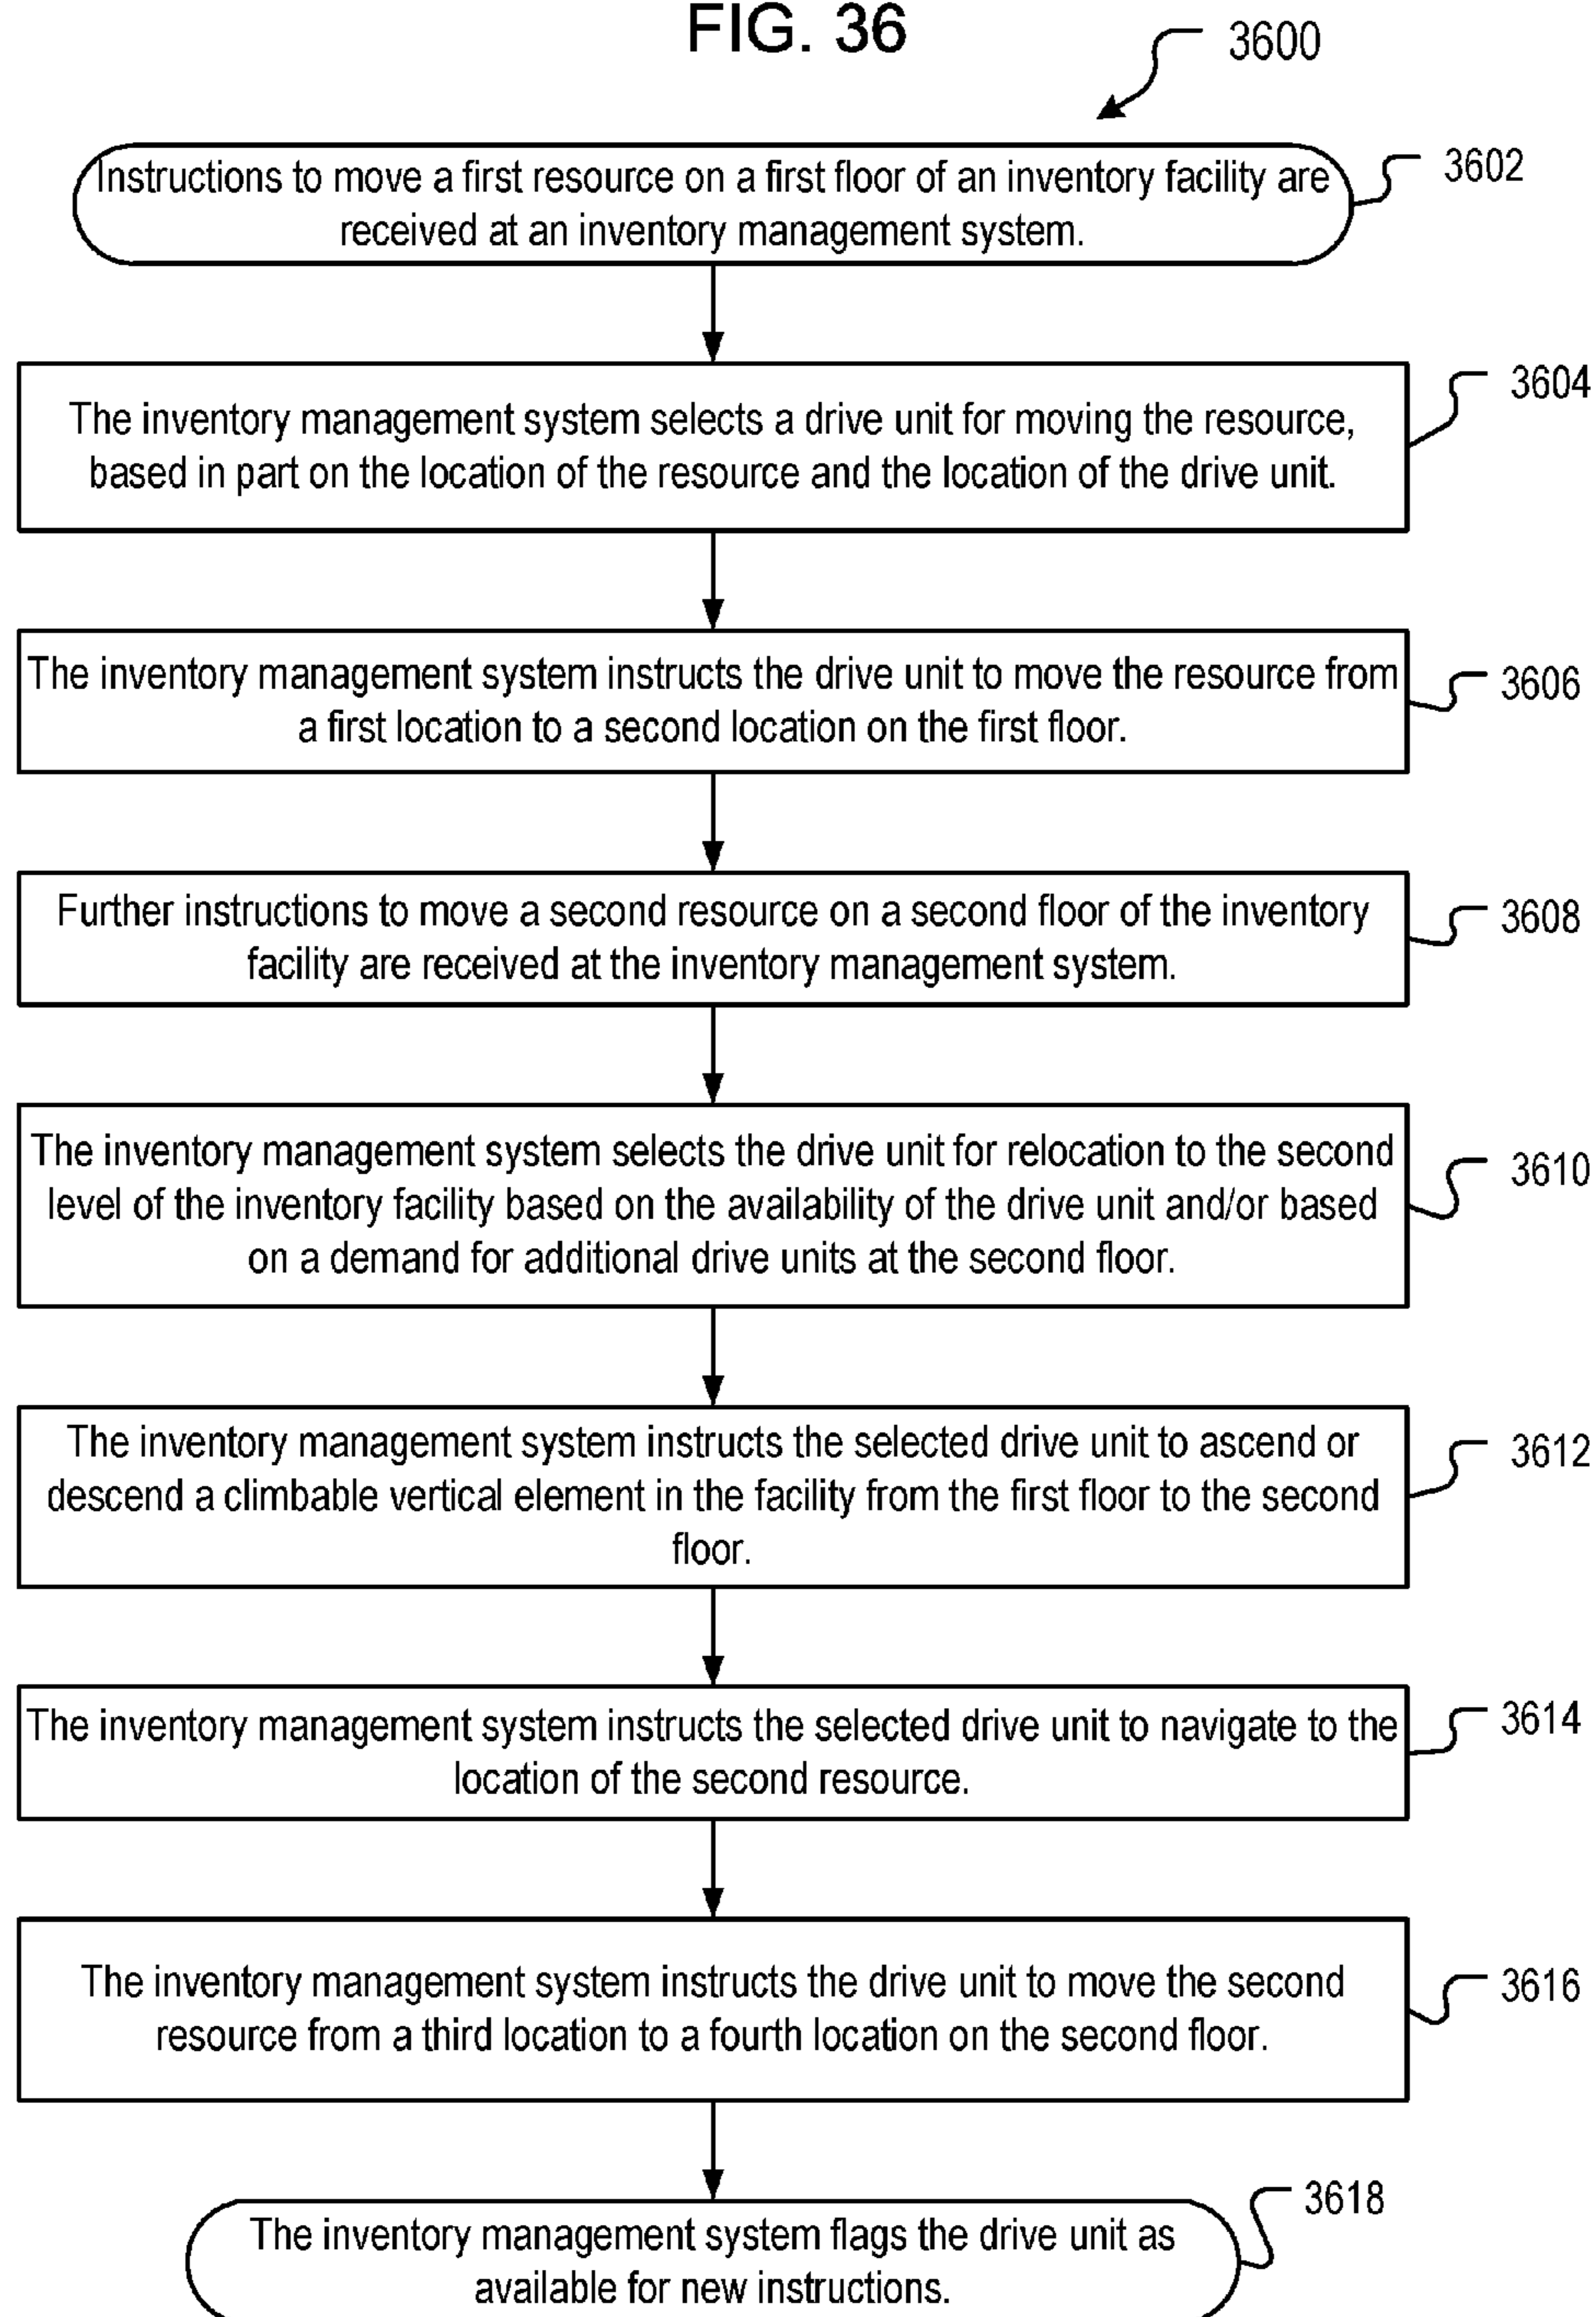 FIG. 36
3600
Instructions to move a first resource on a first floor of an inventory facility are
received at an inventory management system.
3602
The inventory management system selects a drive unit for moving the resource,
based in part on the location of the resource and the location of the drive unit.
3604
The inventory management system instructs the drive unit to move the resource from
a first location to a second location on the first floor.
3606
Further instructions to move a second resource on a second floor of the inventory
facility are received at the inventory management system.
3608
The inventory management system selects the drive unit for relocation to the second
level of the inventory facility based on the availability of the drive unit and/or based
on a demand for additional drive units at the second floor.
3610
The inventory management system instructs the selected drive unit to ascend or
descend a climbable vertical element in the facility from the first floor to the second
floor.
3612
The inventory management system instructs the selected drive unit to navigate to the
location of the second resource.
3614
The inventory management system instructs the drive unit to move the second
resource from a third location to a fourth location on the second floor.
3616
The inventory management system flags the drive unit as
available for new instructions.
3618